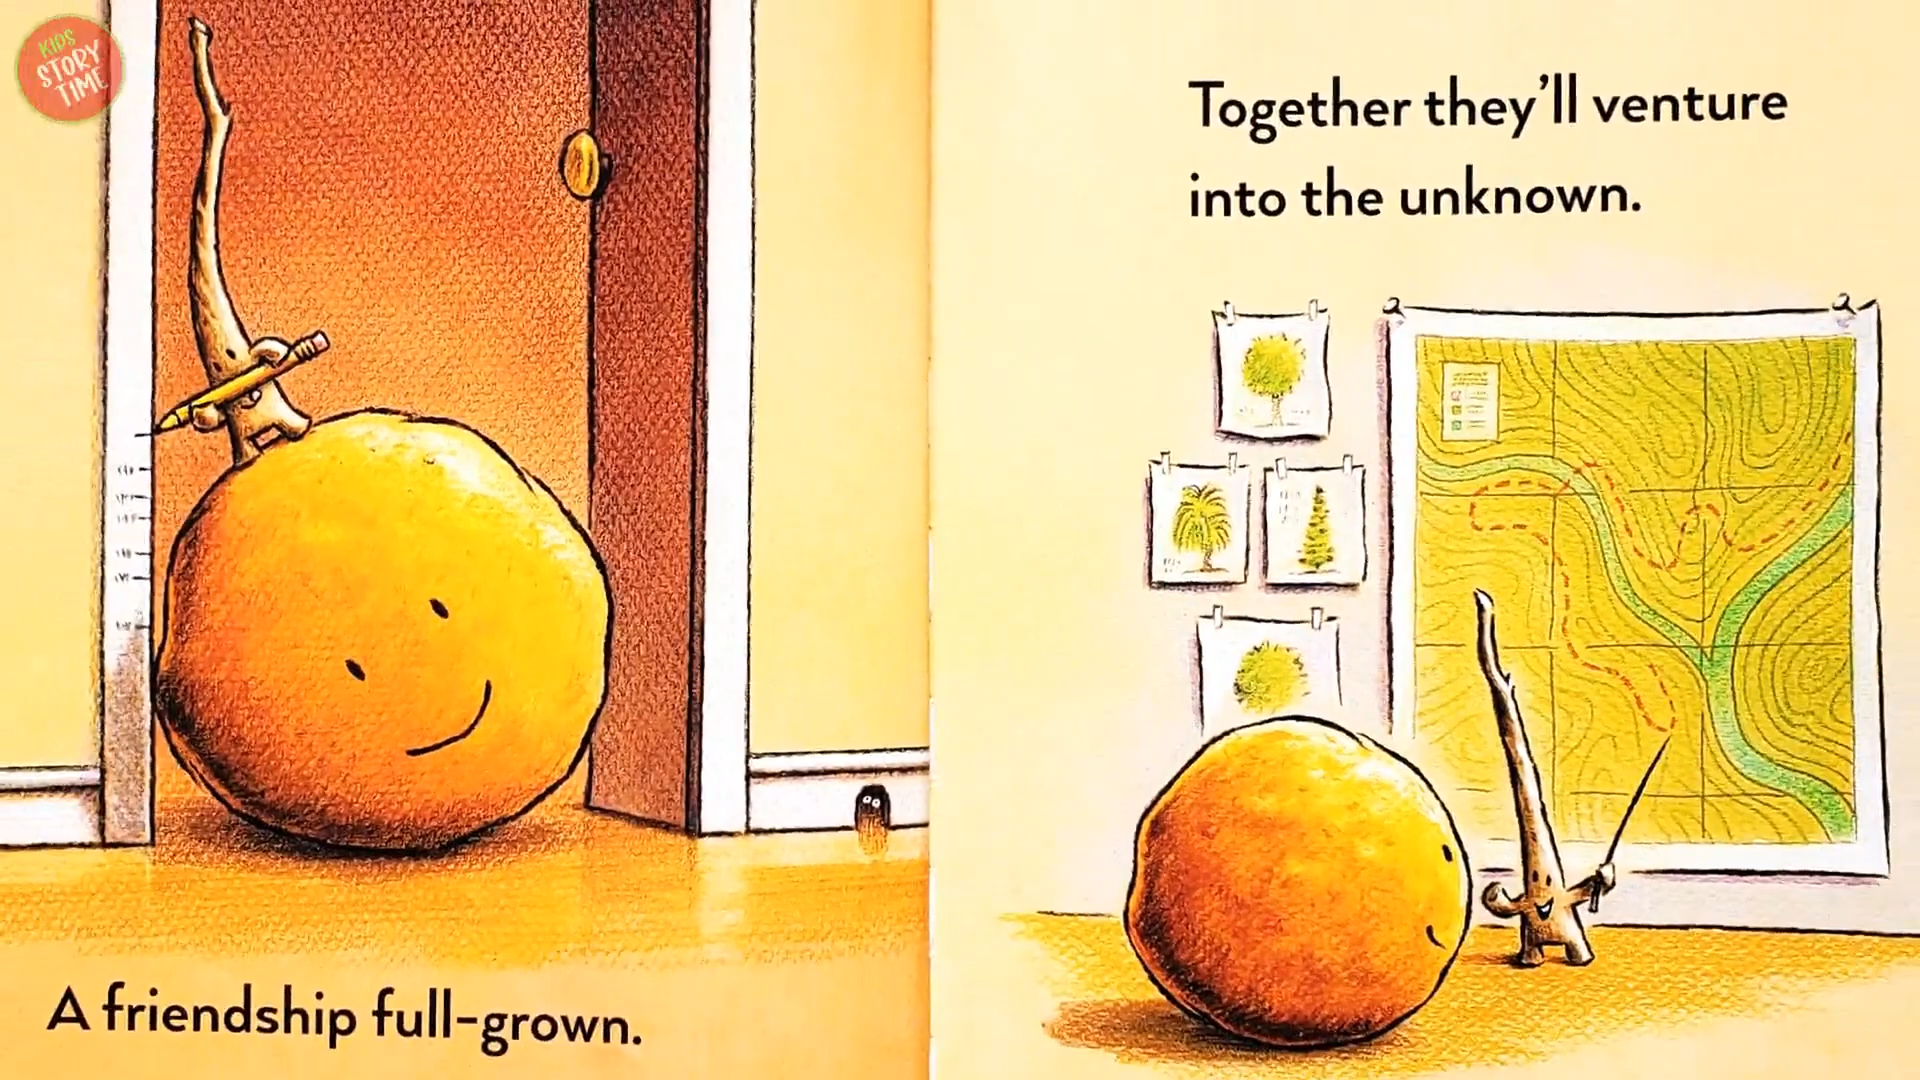 KIDS
STORY
TIME
A friendship full-grown.
Together they'll venture
into the unknown.